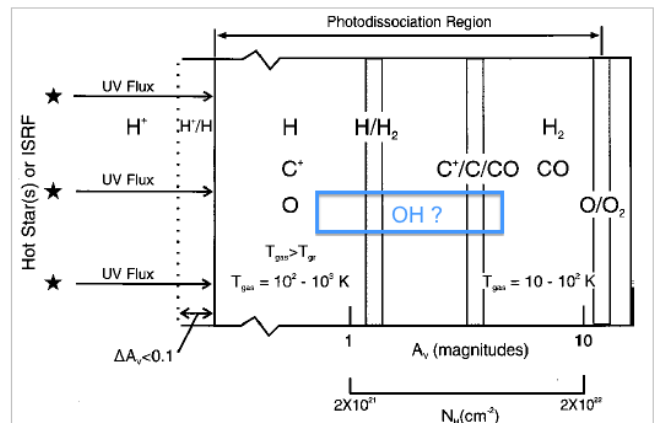 Photodissociation Region
Hot Star(s) or ISRF
UV Flux
H⁺
H⁺/H
H
H/H₂
H₂
UV Flux
C⁺
C⁺/C/CO
CO
O
OH ?
O/O₂
T_gas>T_gr
UV Flux
T_gas = 10² - 10³ K
T_gas = 10 - 10² K
ΔA_v<0.1
1
A_v (magnitudes)
10
2X10²¹
2X10²²
N_H(cm⁻²)